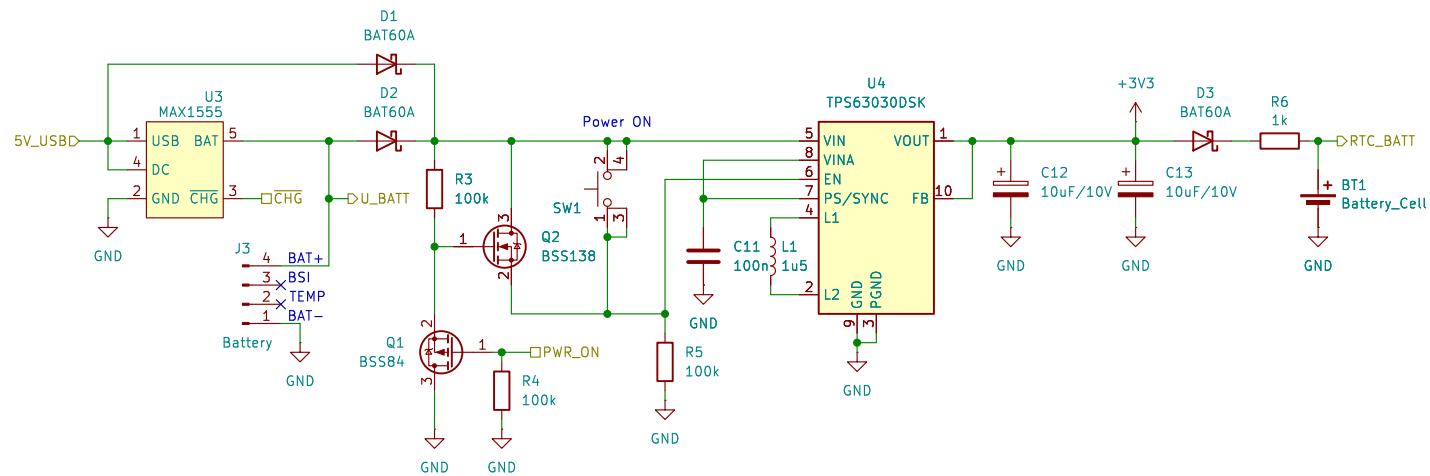 D1
BAT60A
D2
BAT60A
U3
MAX1555
5V_USB
1 USB BAT 5
4 DC
2 GND CHG 3
CHG
U_BATT
GND
J3
4 BAT+
3 BSI
2 TEMP
1 BAT-
Battery
GND
R3
100k
1
3
2
Q2
BSS138
Q1
BSS84
2
3
1
PWR_ON
R4
100k
GND
GND
Power ON
2 4
SW1
1 3
R5
100k
GND
C11
100n
GND
L1
1u5
U4
TPS63030DSK
5 VIN VOUT 1
8 VINA
6 EN
7 PS/SYNC FB 10
4 L1
2 L2
GND PGND
9 3
GND
+3V3
+
C12
10uF/10V
GND
+
C13
10uF/10V
GND
D3
BAT60A
R6
1k
RTC_BATT
+
BT1
Battery_Cell
GND